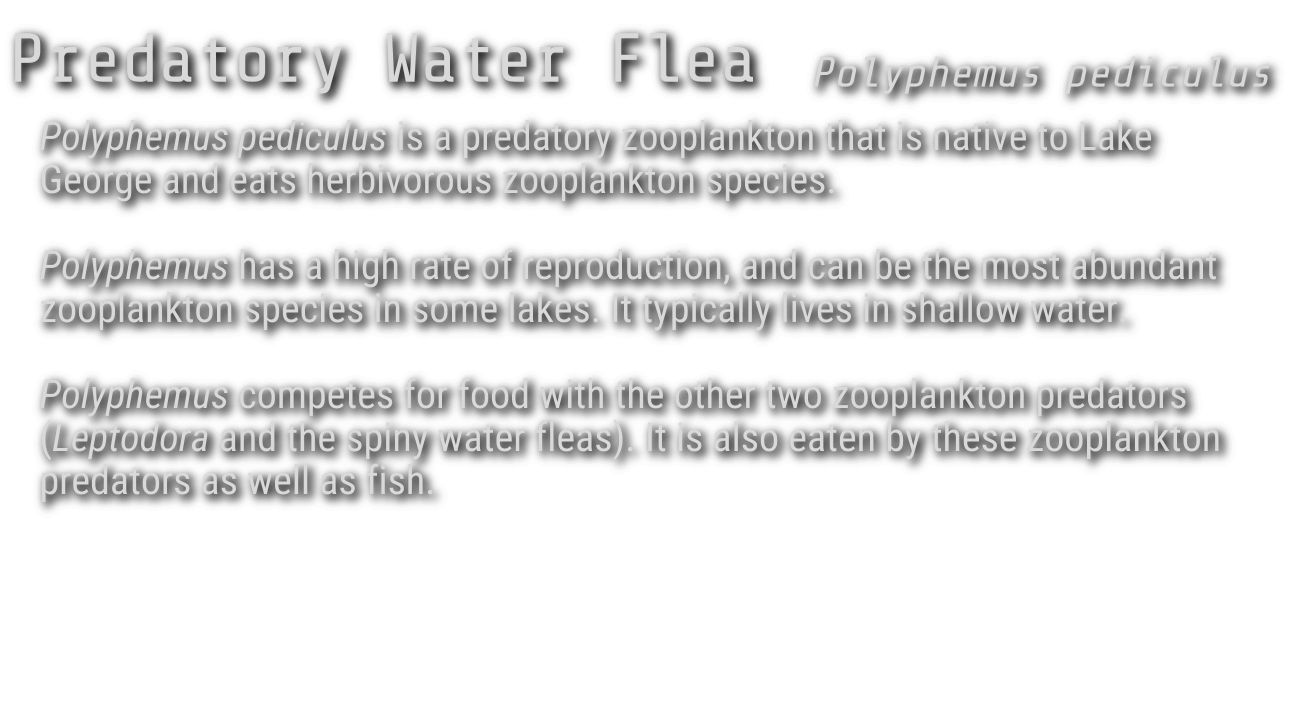 Predatory Water Flea Polyphemus pediculus
Polyphemus pediculus is a predatory zooplankton that is native to Lake
George and eats herbivorous zooplankton species.
Polyphemus has a high rate of reproduction, and can be the most abundant
zooplankton species in some lakes. It typically lives in shallow water.
Polyphemus competes for food with the other two zooplankton predators
(Leptodora and the spiny water fleas). It is also eaten by these zooplankton
predators as well as fish.